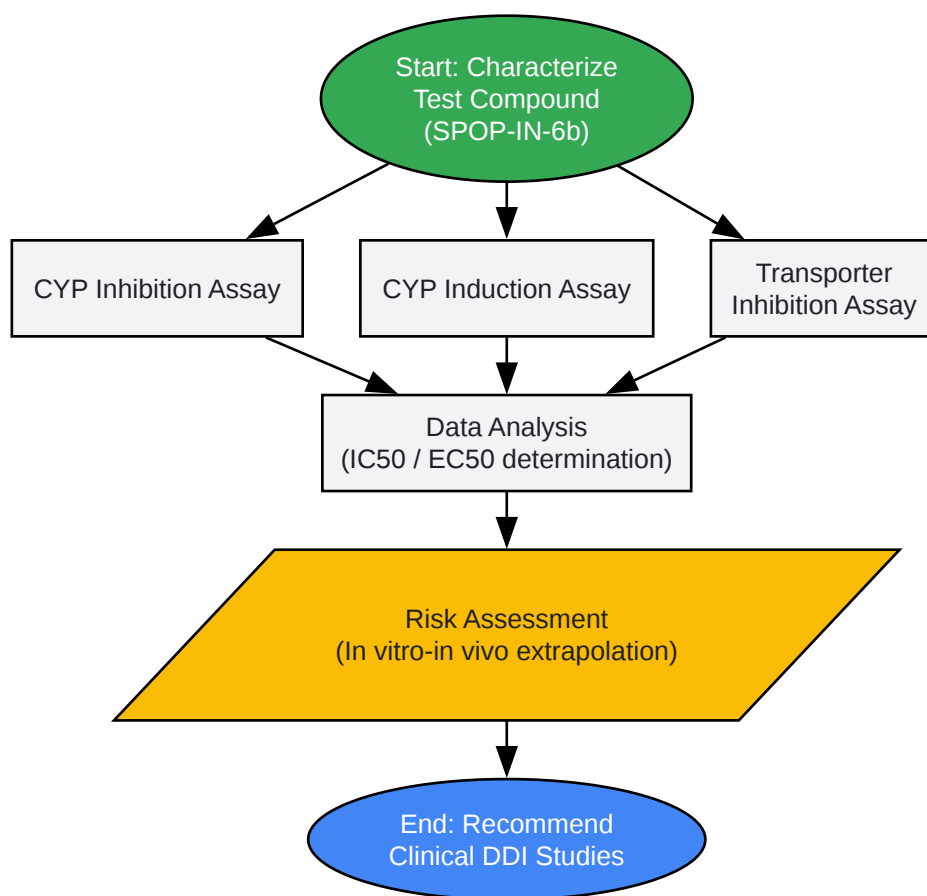 Start: Characterize
Test Compound
(SPOP-IN-6b)
CYP Inhibition Assay
CYP Induction Assay
Transporter
Inhibition Assay
Data Analysis
(IC50 / EC50 determination)
Risk Assessment
(In vitro-in vivo extrapolation)
End: Recommend
Clinical DDI Studies